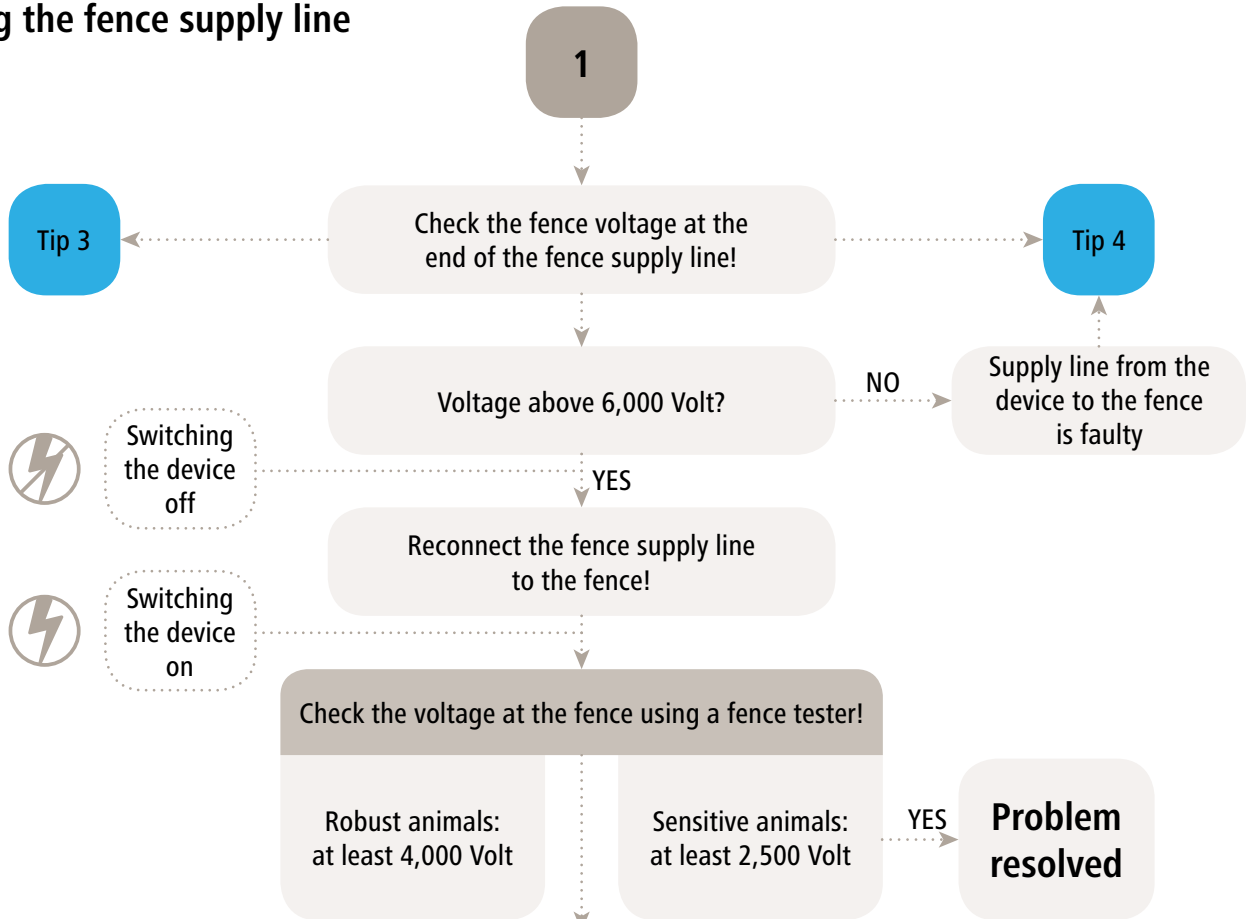 g the fence supply line
1
Tip 3
Check the fence voltage at the
end of the fence supply line!
Tip 4
Voltage above 6,000 Volt?
NO
Supply line from the
device to the fence
is faulty
Switching
the device
off
YES
Reconnect the fence supply line
to the fence!
Switching
the device
on
Check the voltage at the fence using a fence tester!
Robust animals:
at least 4,000 Volt
Sensitive animals:
at least 2,500 Volt
YES
Problem
resolved